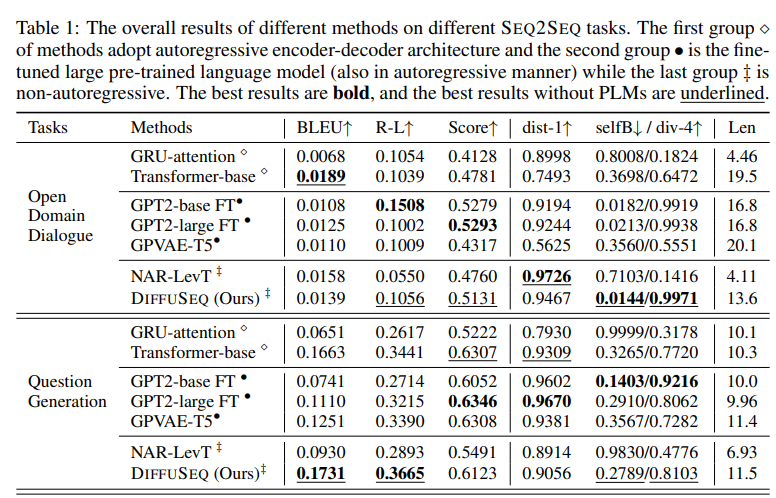 Table 1: The overall results of different methods on different SEQ2SEQ tasks. The first group ⋄
of methods adopt autoregressive encoder-decoder architecture and the second group • is the fine-
tuned large pre-trained language model (also in autoregressive manner) while the last group ‡ is
non-autoregressive. The best results are bold, and the best results without PLMs are underlined.
Tasks Methods BLEU↑ R-L↑ Score↑ dist-1↑ selfB↓ / div-4↑ Len
GRU-attention ⋄ 0.0068 0.1054 0.4128 0.8998 0.8008/0.1824 4.46
Transformer-base ⋄ 0.0189 0.1039 0.4781 0.7493 0.3698/0.6472 19.5
Open
Domain
Dialogue
GPT2-base FT• 0.0108 0.1508 0.5279 0.9194 0.0182/0.9919 16.8
GPT2-large FT • 0.0125 0.1002 0.5293 0.9244 0.0213/0.9938 16.8
GPVAE-T5• 0.0110 0.1009 0.4317 0.5625 0.3560/0.5551 20.1
NAR-LevT ‡ 0.0158 0.0550 0.4760 0.9726 0.7103/0.1416 4.11
DIFFUSEQ (Ours) ‡ 0.0139 0.1056 0.5131 0.9467 0.0144/0.9971 13.6
GRU-attention ⋄ 0.0651 0.2617 0.5222 0.7930 0.9999/0.3178 10.1
Transformer-base ⋄ 0.1663 0.3441 0.6307 0.9309 0.3265/0.7720 10.3
Question
Generation
GPT2-base FT • 0.0741 0.2714 0.6052 0.9602 0.1403/0.9216 10.0
GPT2-large FT • 0.1110 0.3215 0.6346 0.9670 0.2910/0.8062 9.96
GPVAE-T5• 0.1251 0.3390 0.6308 0.9381 0.3567/0.7282 11.4
NAR-LevT ‡ 0.0930 0.2893 0.5491 0.8914 0.9830/0.4776 6.93
DIFFUSEQ (Ours)‡ 0.1731 0.3665 0.6123 0.9056 0.2789/0.8103 11.5